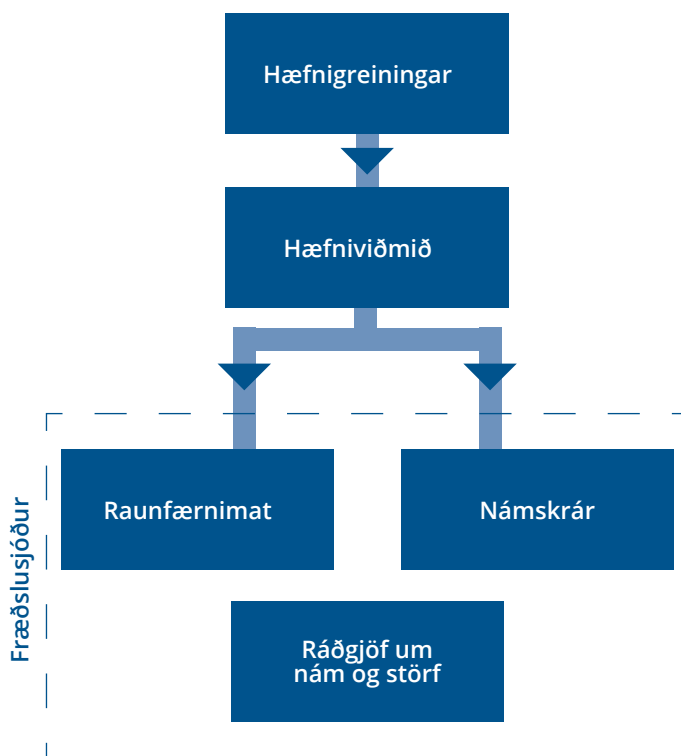 Hæfnigreiningar
Hæfniviðmið
Raunfærnimat
Námskrár
Fræðslusjóður
Ráðgjöf um
nám og störf